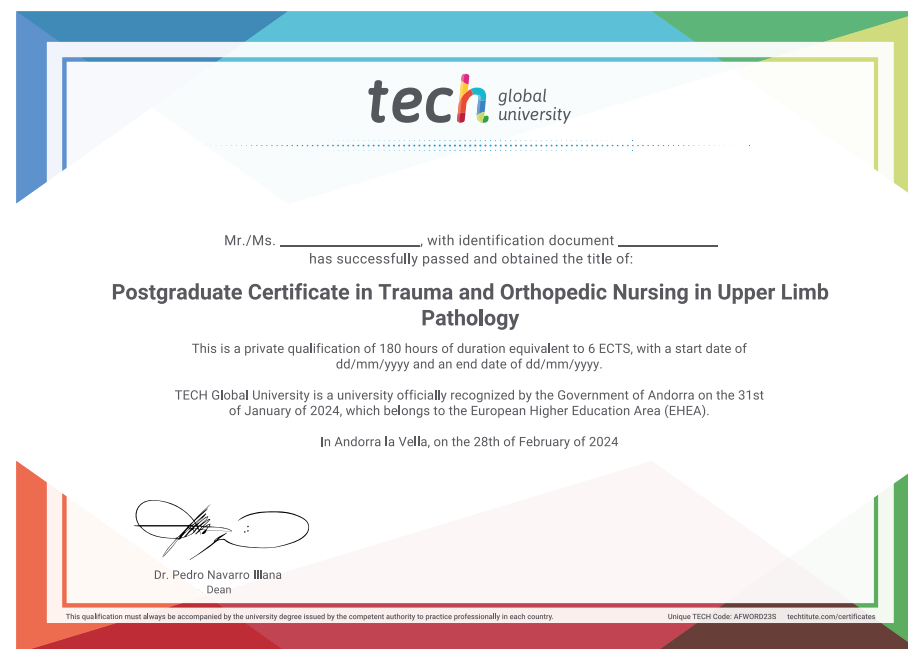 tech global
university
Mr./Ms. ____________________, with identification document ______________
has successfully passed and obtained the title of:
Postgraduate Certificate in Trauma and Orthopedic Nursing in Upper Limb
Pathology
This is a private qualification of 180 hours of duration equivalent to 6 ECTS, with a start date of
dd/mm/yyyy and an end date of dd/mm/yyyy.
TECH Global University is a university officially recognized by the Government of Andorra on the 31st
of January of 2024, which belongs to the European Higher Education Area (EHEA).
In Andorra la Vella, on the 28th of February of 2024
Dr. Pedro Navarro Illana
Dean
This qualification must always be accompanied by the university degree issued by the competent authority to practice professionally in each country.
Unique TECH Code: AFWORD23S techtitute.com/certificates